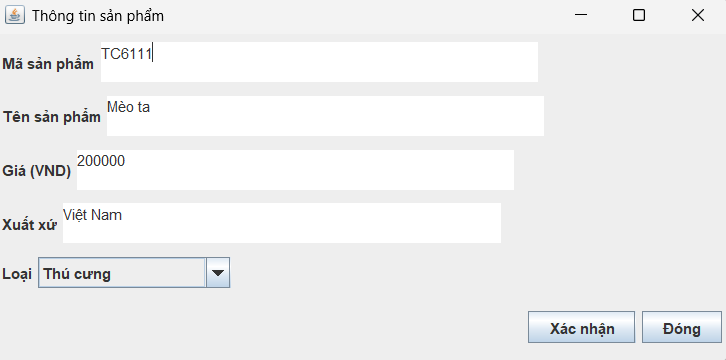 Thông tin sản phẩm
Mã sản phẩm TC6111
Tên sản phẩm Mèo ta
Giá (VND) 200000
Xuất xứ Việt Nam
Loại Thú cưng
Xác nhận Đóng